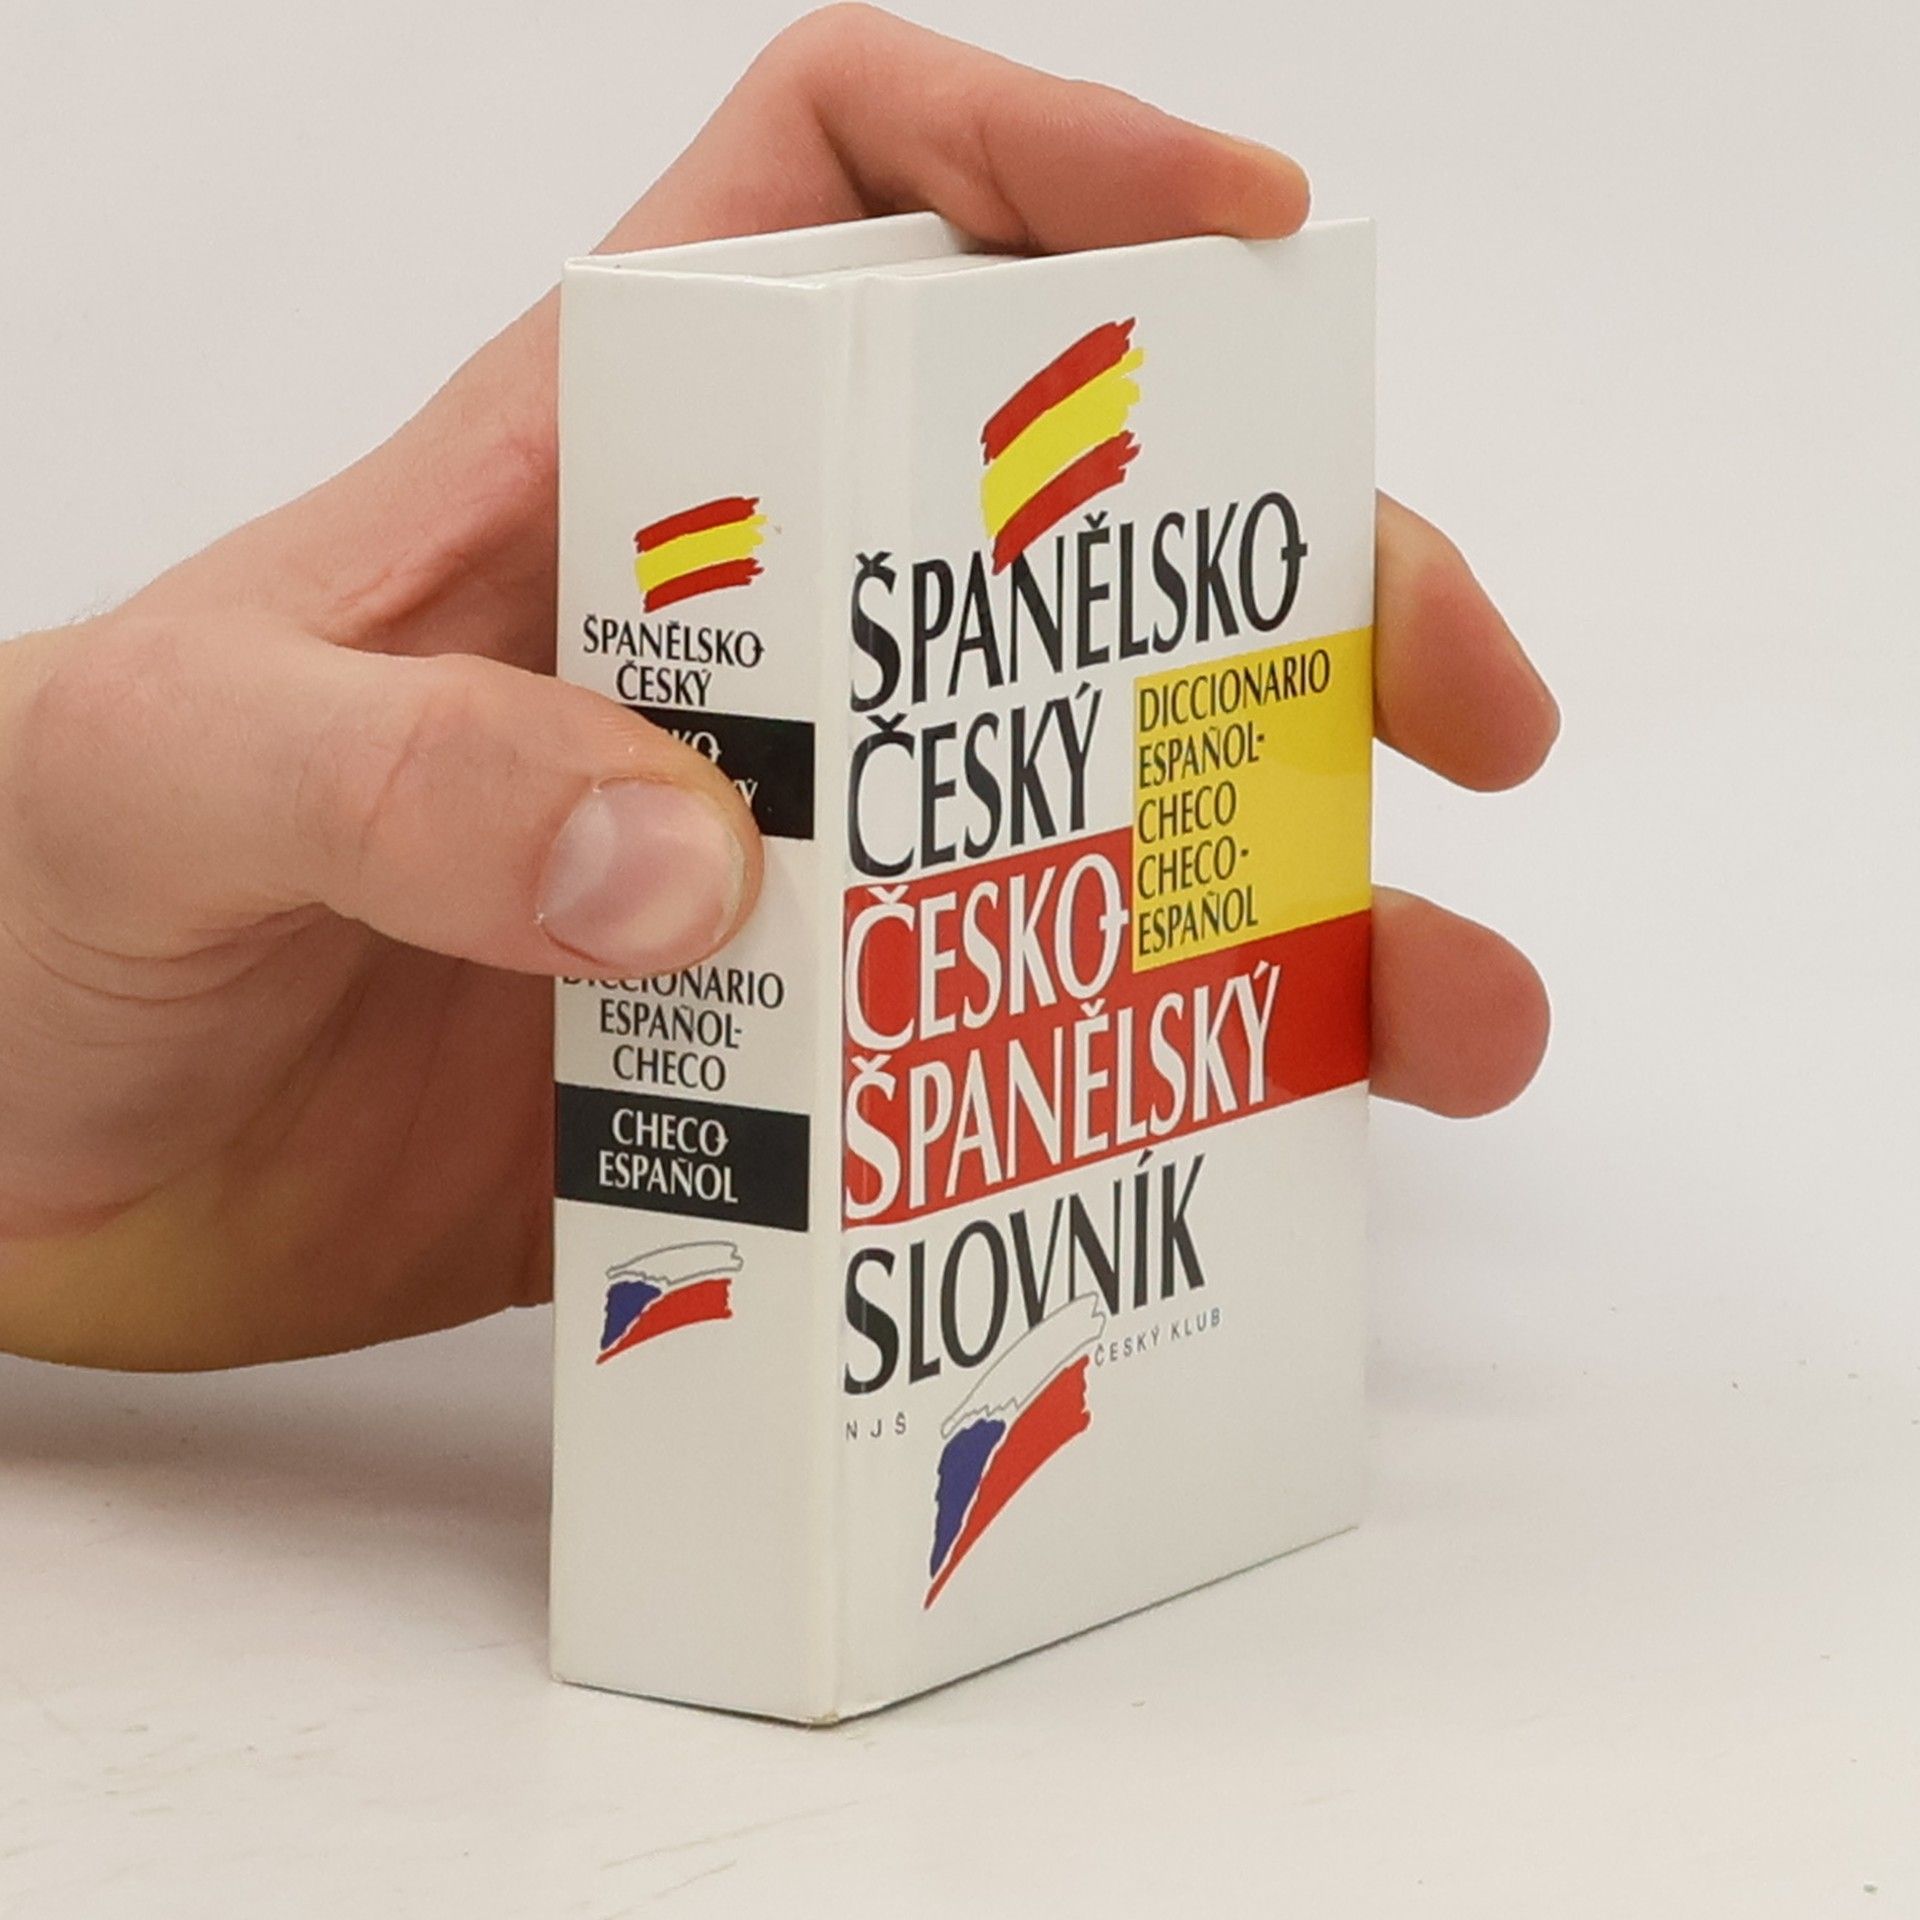 ŠPANĚLSKO-
ČESKÝ
DICCIONARIO
ESPAÑOL-
CHECO
ČESKO-
ŠPANĚLSKÝ
CHECO-
ESPAÑOL
SLOVNÍK
NJŠ
ČESKÝ KLUB
ŠPANĚLSKO-
ČESKÝ
DICCIONARIO
ESPAÑOL-
CHECO
CHECO-
ESPAÑOL